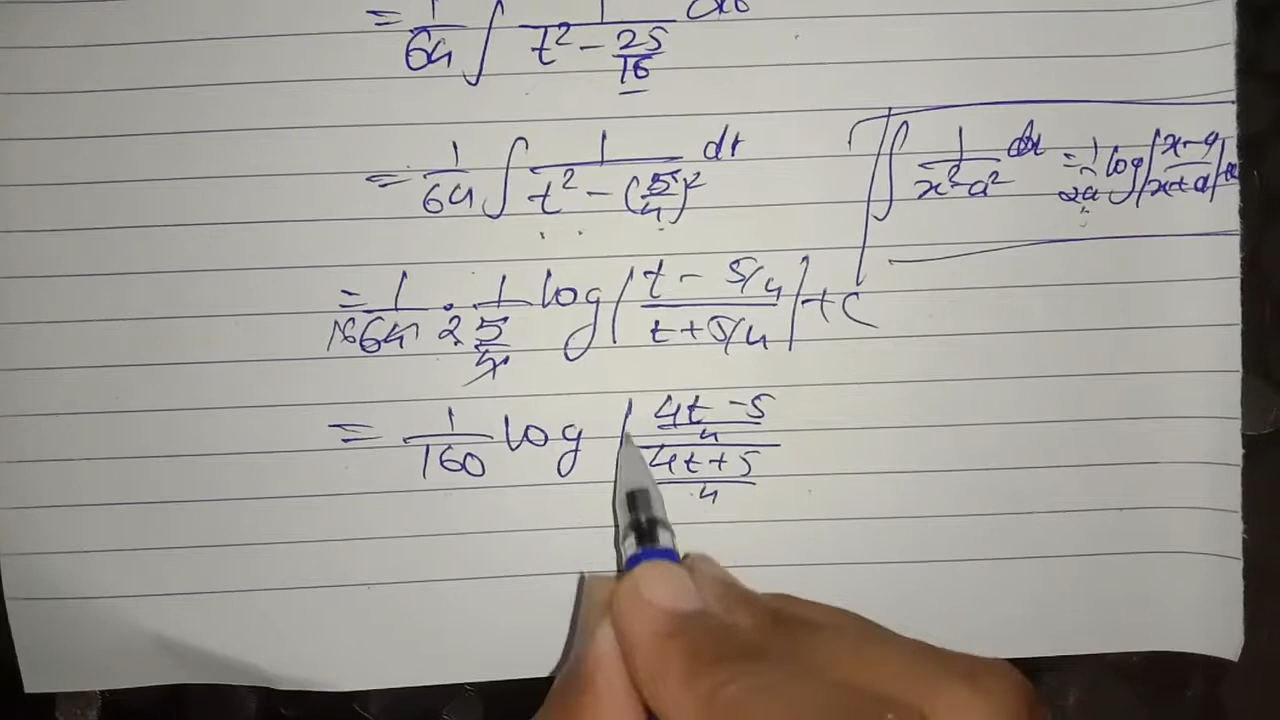 = 1/64 ∫ 1/(t² - 25/16)
= 1/64 ∫ 1/(t² - (5/4)²) dt
∫ 1/(x² - a²) dx = 1/2a log |x - a/x + a| + c
= 1/64 . 1/(2 5/4) log | (t - 5/4)/(t + 5/4) | + C
= 1/160 log | ((4t - 5)/4)/((4t + 5)/4)